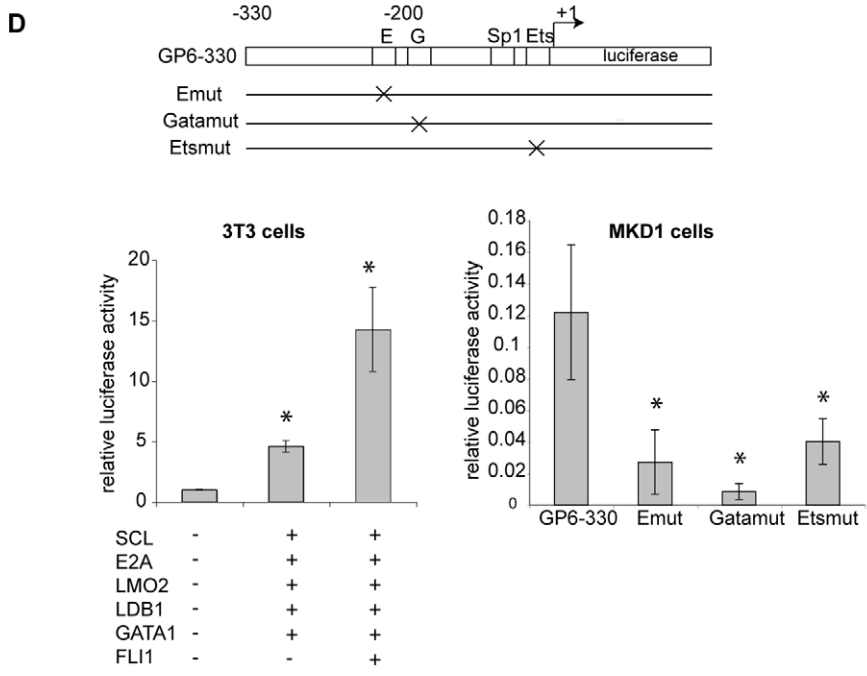 D
-330 -200 +1
E G Sp1 Ets
GP6-330 luciferase
Emut
Gatamut
Etsmut
3T3 cells
relative luciferase activity
20
15
10
5
0
*
*
SCL - + +
E2A - + +
LMO2 - + +
LDB1 - + +
GATA1 - + +
FLI1 - - +
MKD1 cells
relative luciferase activity
0.18
0.16
0.14
0.12
0.1
0.08
0.06
0.04
0.02
0
*
*
*
GP6-330 Emut Gatamut Etsmut